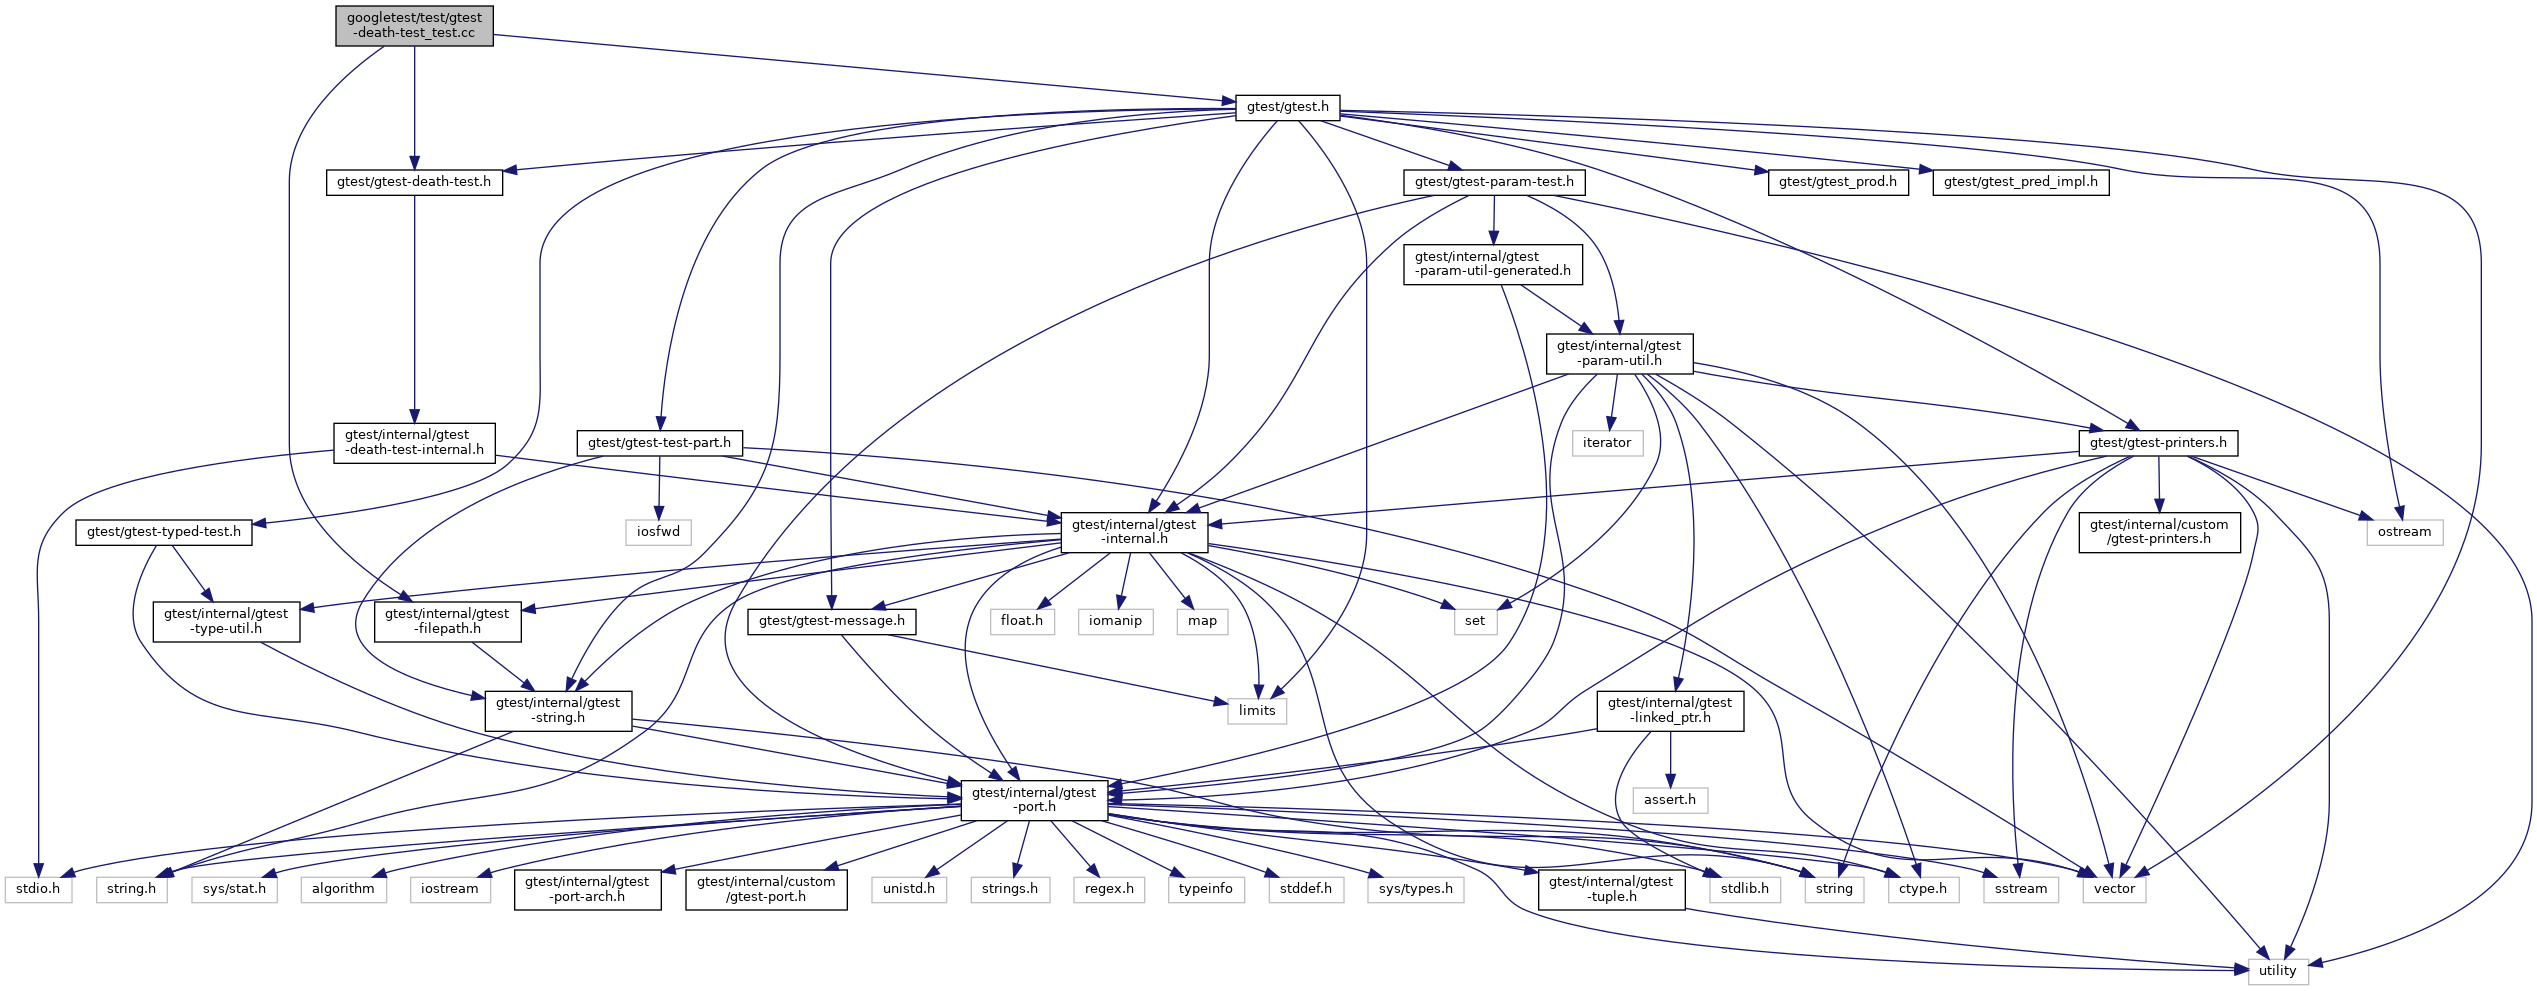 googletest/test/gtest
-death-test_test.cc
gtest/gtest.h
gtest/gtest-death-test.h
gtest/gtest-param-test.h
gtest/gtest_prod.h
gtest/gtest_pred_impl.h
gtest/internal/gtest
-param-util-generated.h
gtest/internal/gtest
-param-util.h
gtest/internal/gtest
-death-test-internal.h
gtest/gtest-test-part.h
iterator
gtest/gtest-printers.h
gtest/gtest-typed-test.h
iosfwd
gtest/internal/gtest
-internal.h
gtest/internal/custom
/gtest-printers.h
ostream
gtest/internal/gtest
-type-util.h
gtest/internal/gtest
-filepath.h
gtest/gtest-message.h
float.h
iomanip
map
set
gtest/internal/gtest
-string.h
limits
gtest/internal/gtest
-linked_ptr.h
gtest/internal/gtest
-port.h
assert.h
stdio.h
string.h
sys/stat.h
algorithm
iostream
gtest/internal/gtest
-port-arch.h
gtest/internal/custom
/gtest-port.h
unistd.h
strings.h
regex.h
typeinfo
stddef.h
sys/types.h
gtest/internal/gtest
-tuple.h
stdlib.h
string
ctype.h
sstream
vector
utility